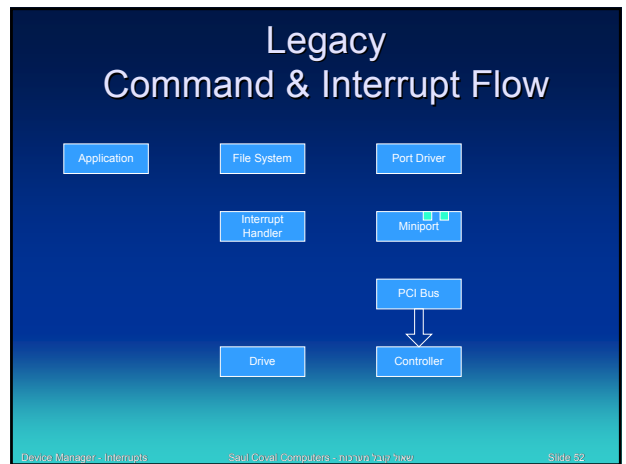 Legacy
Command & Interrupt Flow
Application
File System
Port Driver
Interrupt
Handler
Miniport
PCI Bus
Drive
Controller
Device Manager - Interrupts
Saul Coval Computers - שאול קובל מערכות
Slide 52